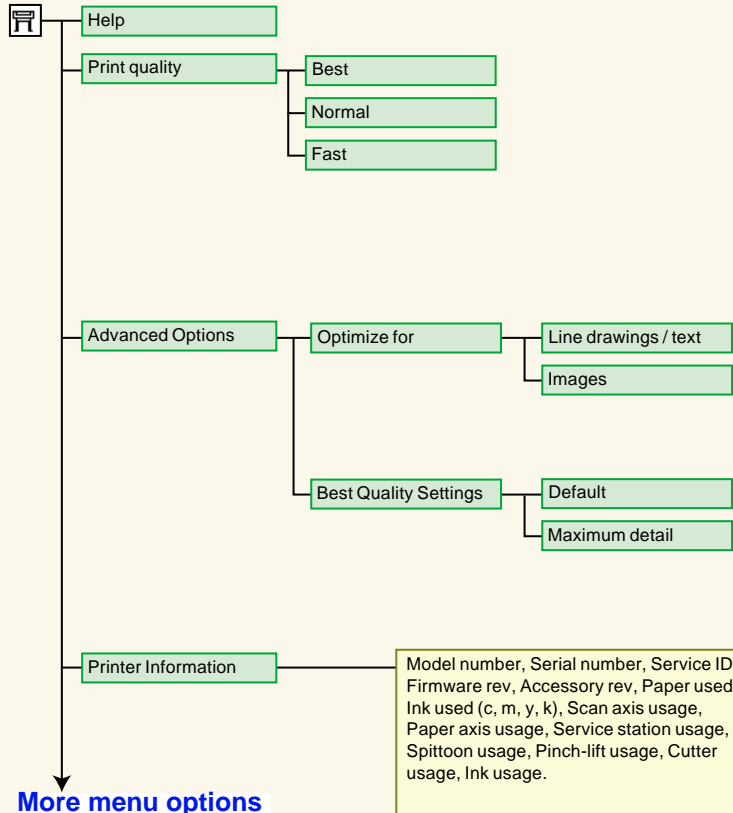 Help
Print quality
Best
Normal
Fast
Advanced Options
Optimize for
Line drawings / text
Images
Best Quality Settings
Default
Maximum detail
Printer Information
Model number, Serial number, Service ID
Firmware rev, Accessory rev, Paper used
Ink used (c, m, y, k), Scan axis usage,
Paper axis usage, Service station usage,
Spittoon usage, Pinch-lift usage, Cutter
usage, Ink usage.
More menu options